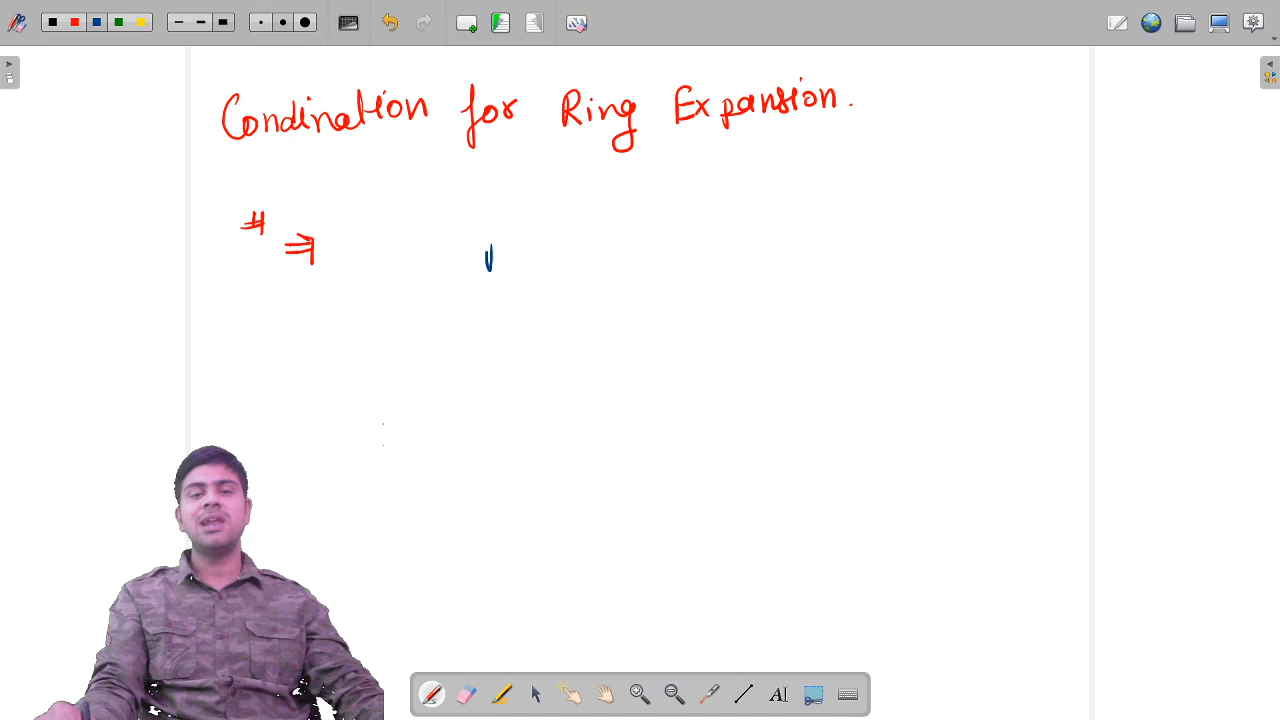 Condination for Ring Expansion.
# ⇒